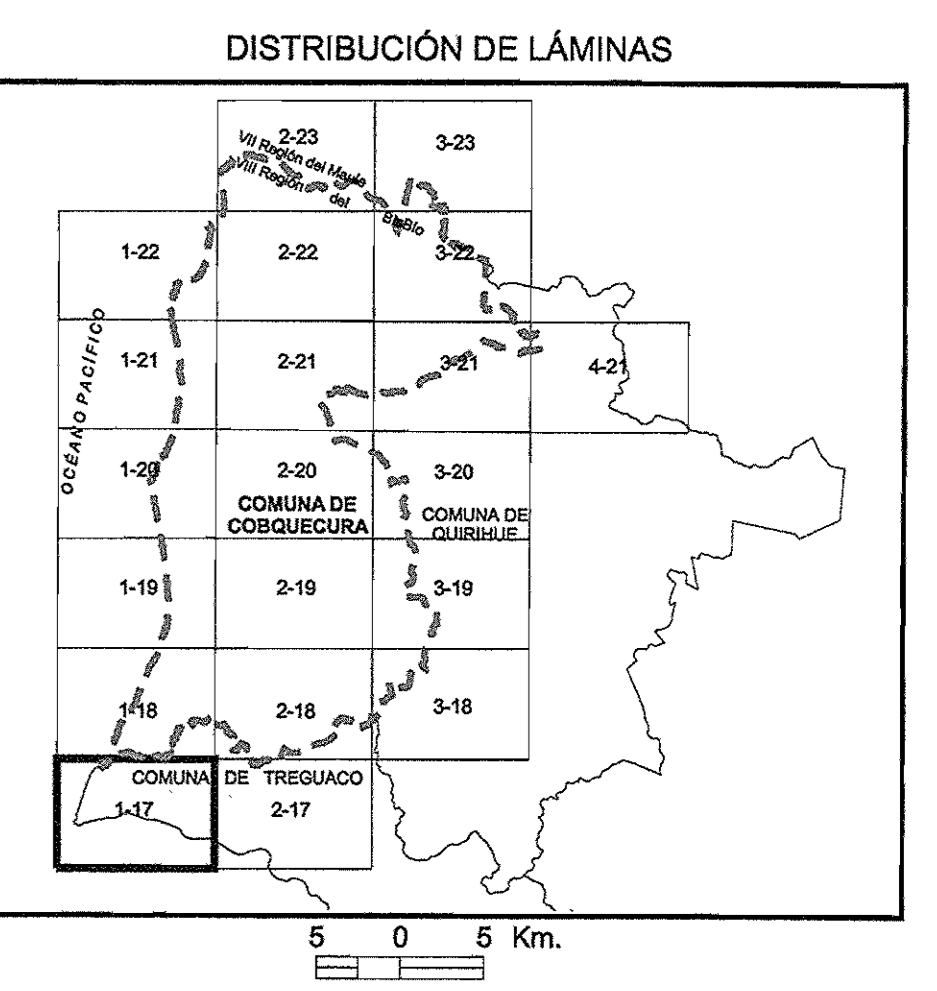 DISTRIBUCIÓN DE LÁMINAS
2-23
3-23
VII Región del Maule
VIII Región del BioBio
1-22
2-22
3-22
OCÉANO PACÍFICO
1-21
2-21
3-21
4-21
1-20
2-20
3-20
COMUNA DE
COBQUECURA
COMUNA DE
QUIRIHUE
1-19
2-19
3-19
1-18
2-18
3-18
COMUNA DE TREGUACO
1-17
2-17
5 0 5 Km.